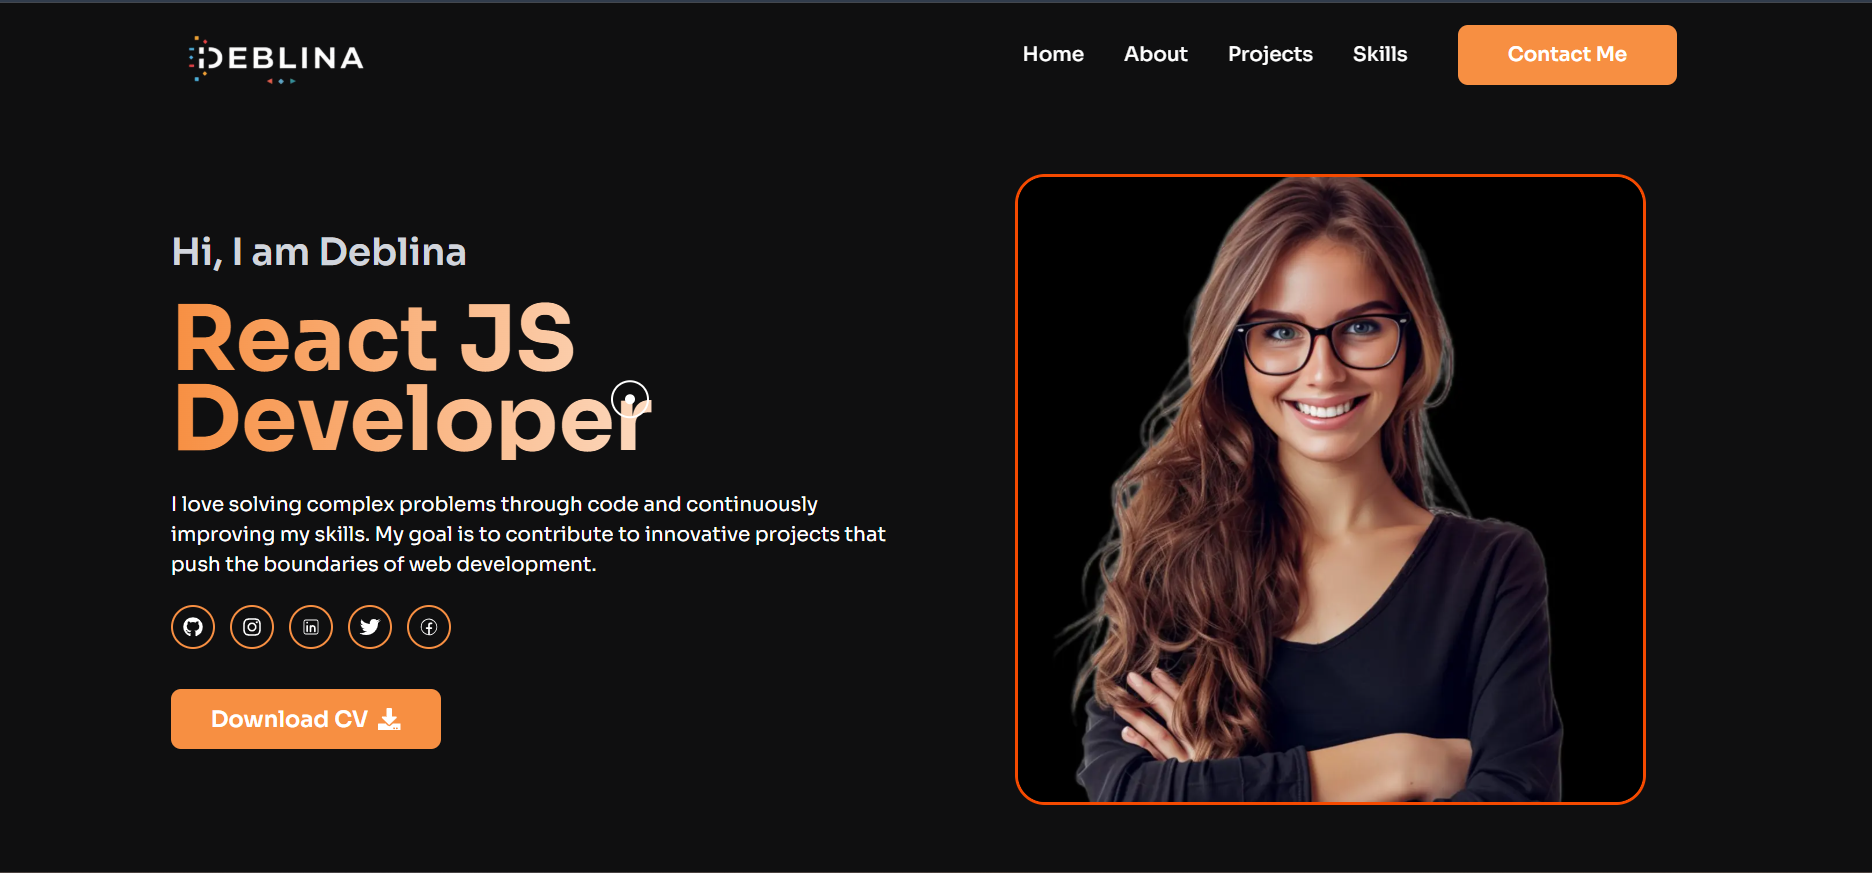 DEBLINA
Home About Projects Skills Contact Me
Hi, I am Deblina
React JS
Developer
I love solving complex problems through code and continuously
improving my skills. My goal is to contribute to innovative projects that
push the boundaries of web development.
in
Download CV